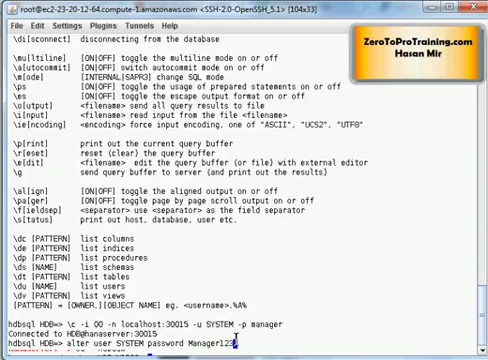 root@ec2-23-20-12-64.compute-1.amazonaws.com <SSH-2.0-OpenSSH_5.1> [104x33]
File Edit Settings Plugins Tunnels Help
\di[sconnect] disconnecting from the database
\mu[ltiline] [ON|OFF] toggle the multiline mode on or off
\a[utocommit] [ON|OFF] switch autocommit mode on or off
\m[ode] [INTERNAL|SAPR3] change SQL mode
\ps [ON|OFF] toggle the usage of prepared statements on or off
\es [ON|OFF] toggle the escape output format on or off
\o[utput] <filename> send all query results to file
\i[nput] <filename> read input from the file <filename>
\ie[ncoding] <encoding> force input encoding, one of "ASCII", "UCS2", "UTF8"
\p[rint] print out the current query buffer
\r[eset] reset (clear) the query buffer
\e[dit] <filename> edit the query buffer (or file) with external editor
\g send query buffer to server (and print out the results)
\al[ign] [ON|OFF] toggle the aligned output on or off
\pa[ger] [ON|OFF] toggle page by page scroll output on or off
\f[ieldsep] <separator> use <separator> as the field separator
\s[tatus] print out host, database, user etc.
\dc [PATTERN] list columns
\de [PATTERN] list indices
\dp [PATTERN] list procedures
\ds [NAME] list schemas
\dt [PATTERN] list tables
\du [NAME] list users
\dv [PATTERN] list views
[PATTERN] = [OWNER.][OBJECT NAME] eg. <username>.%A%
hdbsql HDB=> \c -i 00 -n localhost:30015 -u SYSTEM -p manager
Connected to HDB@hanaserver:30015
hdbsql HDB=> alter user SYSTEM password Manager123
ZeroToProTraining.com
Hasan Mir